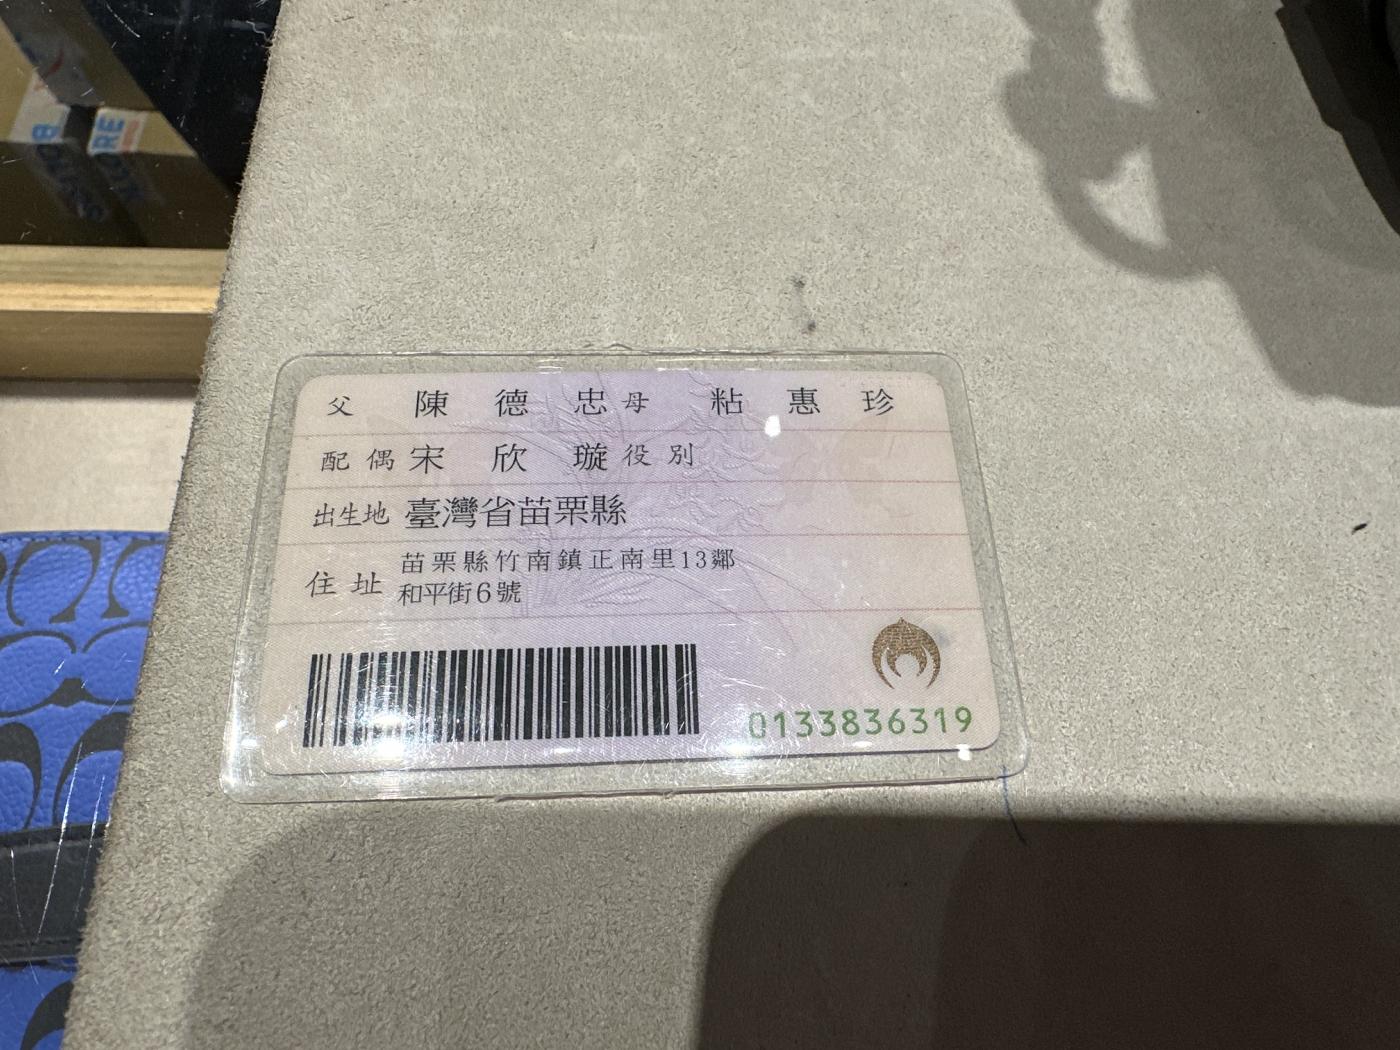 父 陳德忠 母 粘惠珍
配偶 宋欣璇 役別
出生地 臺灣省苗栗縣
住址 苗栗縣竹南鎮正南里13鄰
和平街6號
0133836319